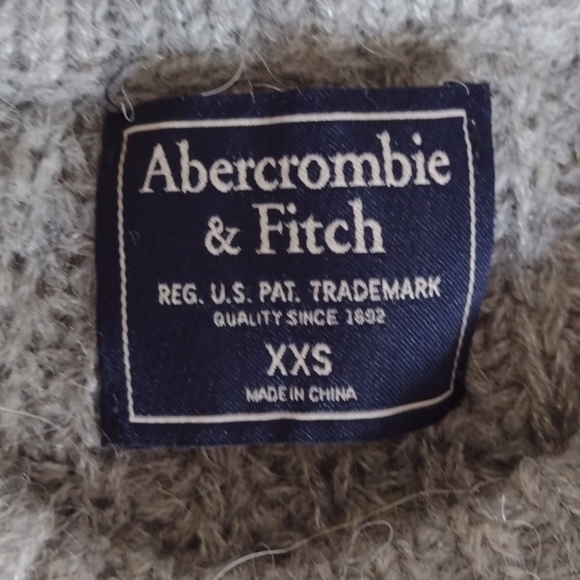 Abercrombie
& Fitch
REG. U.S. PAT. TRADEMARK
QUALITY SINCE 1892
XXS
MADE IN CHINA